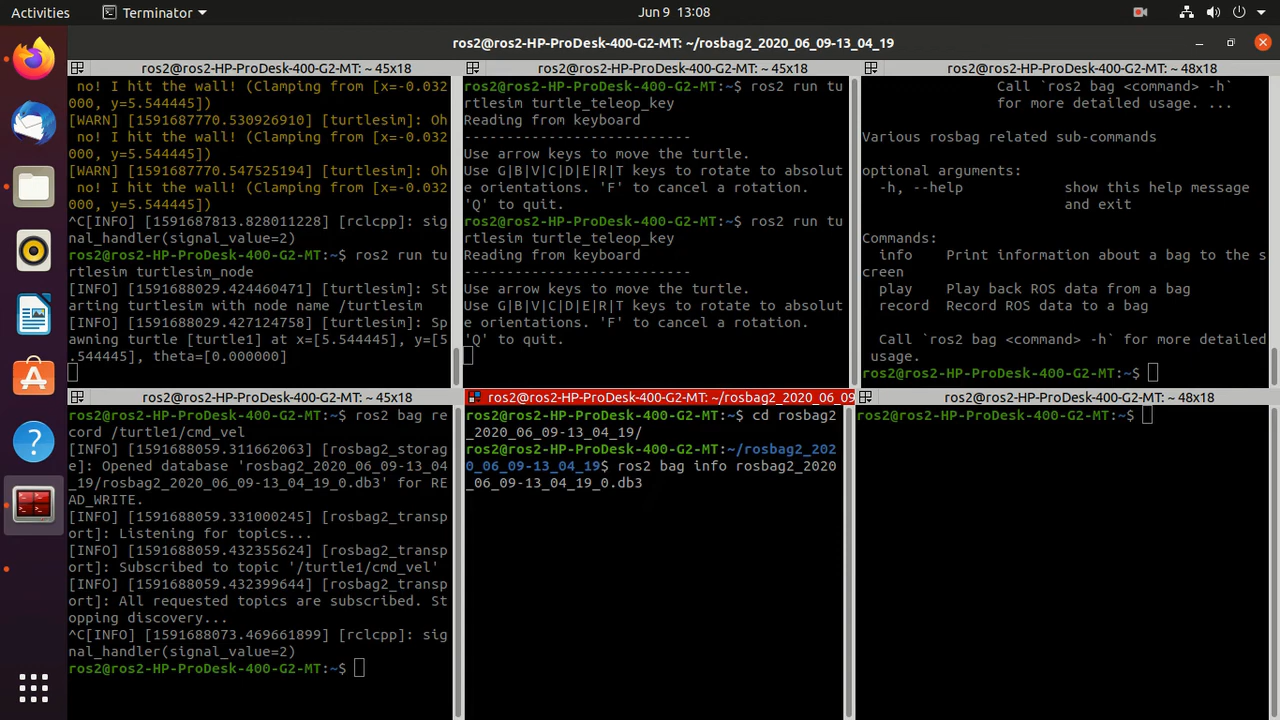 Activities
Terminator
Jun 9 13:08
ros2@ros2-HP-ProDesk-400-G2-MT: ~/rosbag2_2020_06_09-13_04_19
ros2@ros2-HP-ProDesk-400-G2-MT: ~ 45x18
no! I hit the wall! (Clamping from [x=-0.032
000, y=5.544445])
[WARN] [1591687770.530926910] [turtlesim]: Oh
no! I hit the wall! (Clamping from [x=-0.032
000, y=5.544445])
[WARN] [1591687770.547525194] [turtlesim]: Oh
no! I hit the wall! (Clamping from [x=-0.032
000, y=5.544445])
^C[INFO] [1591687813.828011228] [rclcpp]: sig
nal_handler(signal_value=2)
ros2@ros2-HP-ProDesk-400-G2-MT:~$ ros2 run tu
rtlesim turtlesim_node
[INFO] [1591688029.424460471] [turtlesim]: St
arting turtlesim with node name /turtlesim
[INFO] [1591688029.427124758] [turtlesim]: Sp
awning turtle [turtle1] at x=[5.544445], y=[5
.544445], theta=[0.000000]
ros2@ros2-HP-ProDesk-400-G2-MT: ~ 45x18
ros2@ros2-HP-ProDesk-400-G2-MT:~$ ros2 run tu
rtlesim turtle_teleop_key
Reading from keyboard
---------------------------
Use arrow keys to move the turtle.
Use G|B|V|C|D|E|R|T keys to rotate to absolut
e orientations. 'F' to cancel a rotation.
'Q' to quit.
ros2@ros2-HP-ProDesk-400-G2-MT:~$ ros2 run tu
rtlesim turtle_teleop_key
Reading from keyboard
---------------------------
Use arrow keys to move the turtle.
Use G|B|V|C|D|E|R|T keys to rotate to absolut
e orientations. 'F' to cancel a rotation.
'Q' to quit.
ros2@ros2-HP-ProDesk-400-G2-MT: ~ 48x18
Call `ros2 bag <command> -h`
for more detailed usage. ...
Various rosbag related sub-commands
optional arguments:
-h, --help show this help message
and exit
Commands:
info Print information about a bag to the s
creen
play Play back ROS data from a bag
record Record ROS data to a bag
Call `ros2 bag <command> -h` for more detailed
usage.
ros2@ros2-HP-ProDesk-400-G2-MT:~$
ros2@ros2-HP-ProDesk-400-G2-MT: ~ 45x18
ros2@ros2-HP-ProDesk-400-G2-MT:~$ ros2 bag re
cord /turtle1/cmd_vel
[INFO] [1591688059.311662063] [rosbag2_storag
e]: Opened database 'rosbag2_2020_06_09-13_04
_19/rosbag2_2020_06_09-13_04_19_0.db3' for RE
AD_WRITE.
[INFO] [1591688059.331000245] [rosbag2_transp
ort]: Listening for topics...
[INFO] [1591688059.432355624] [rosbag2_transp
ort]: Subscribed to topic '/turtle1/cmd_vel'
[INFO] [1591688059.432399644] [rosbag2_transp
ort]: All requested topics are subscribed. St
opping discovery...
^C[INFO] [1591688073.469661899] [rclcpp]: sig
nal_handler(signal_value=2)
ros2@ros2-HP-ProDesk-400-G2-MT:~$
ros2@ros2-HP-ProDesk-400-G2-MT: ~/rosbag2_2020_06_09
ros2@ros2-HP-ProDesk-400-G2-MT:~$ cd rosbag2
_2020_06_09-13_04_19/
ros2@ros2-HP-ProDesk-400-G2-MT:~/rosbag2_202
0_06_09-13_04_19$ ros2 bag info rosbag2_2020
_06_09-13_04_19_0.db3
ros2@ros2-HP-ProDesk-400-G2-MT: ~ 48x18
ros2@ros2-HP-ProDesk-400-G2-MT:~$